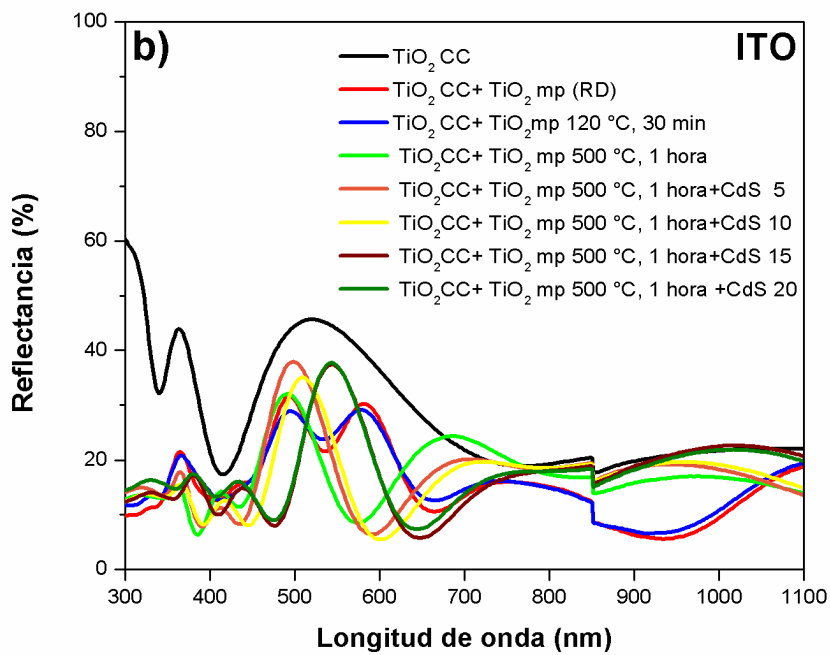 b)
ITO
TiO2 CC
TiO2 CC+ TiO2 mp (RD)
TiO2CC+ TiO2mp 120 °C, 30 min
TiO2CC+ TiO2 mp 500 °C, 1 hora
TiO2CC+ TiO2 mp 500 °C, 1 hora+CdS 5
TiO2CC+ TiO2 mp 500 °C, 1 hora+CdS 10
TiO2CC+ TiO2 mp 500 °C, 1 hora+CdS 15
TiO2CC+ TiO2 mp 500 °C, 1 hora +CdS 20
Reflectancia (%)
100
80
60
40
20
0
300 400 500 600 700 800 900 1000 1100
Longitud de onda (nm)